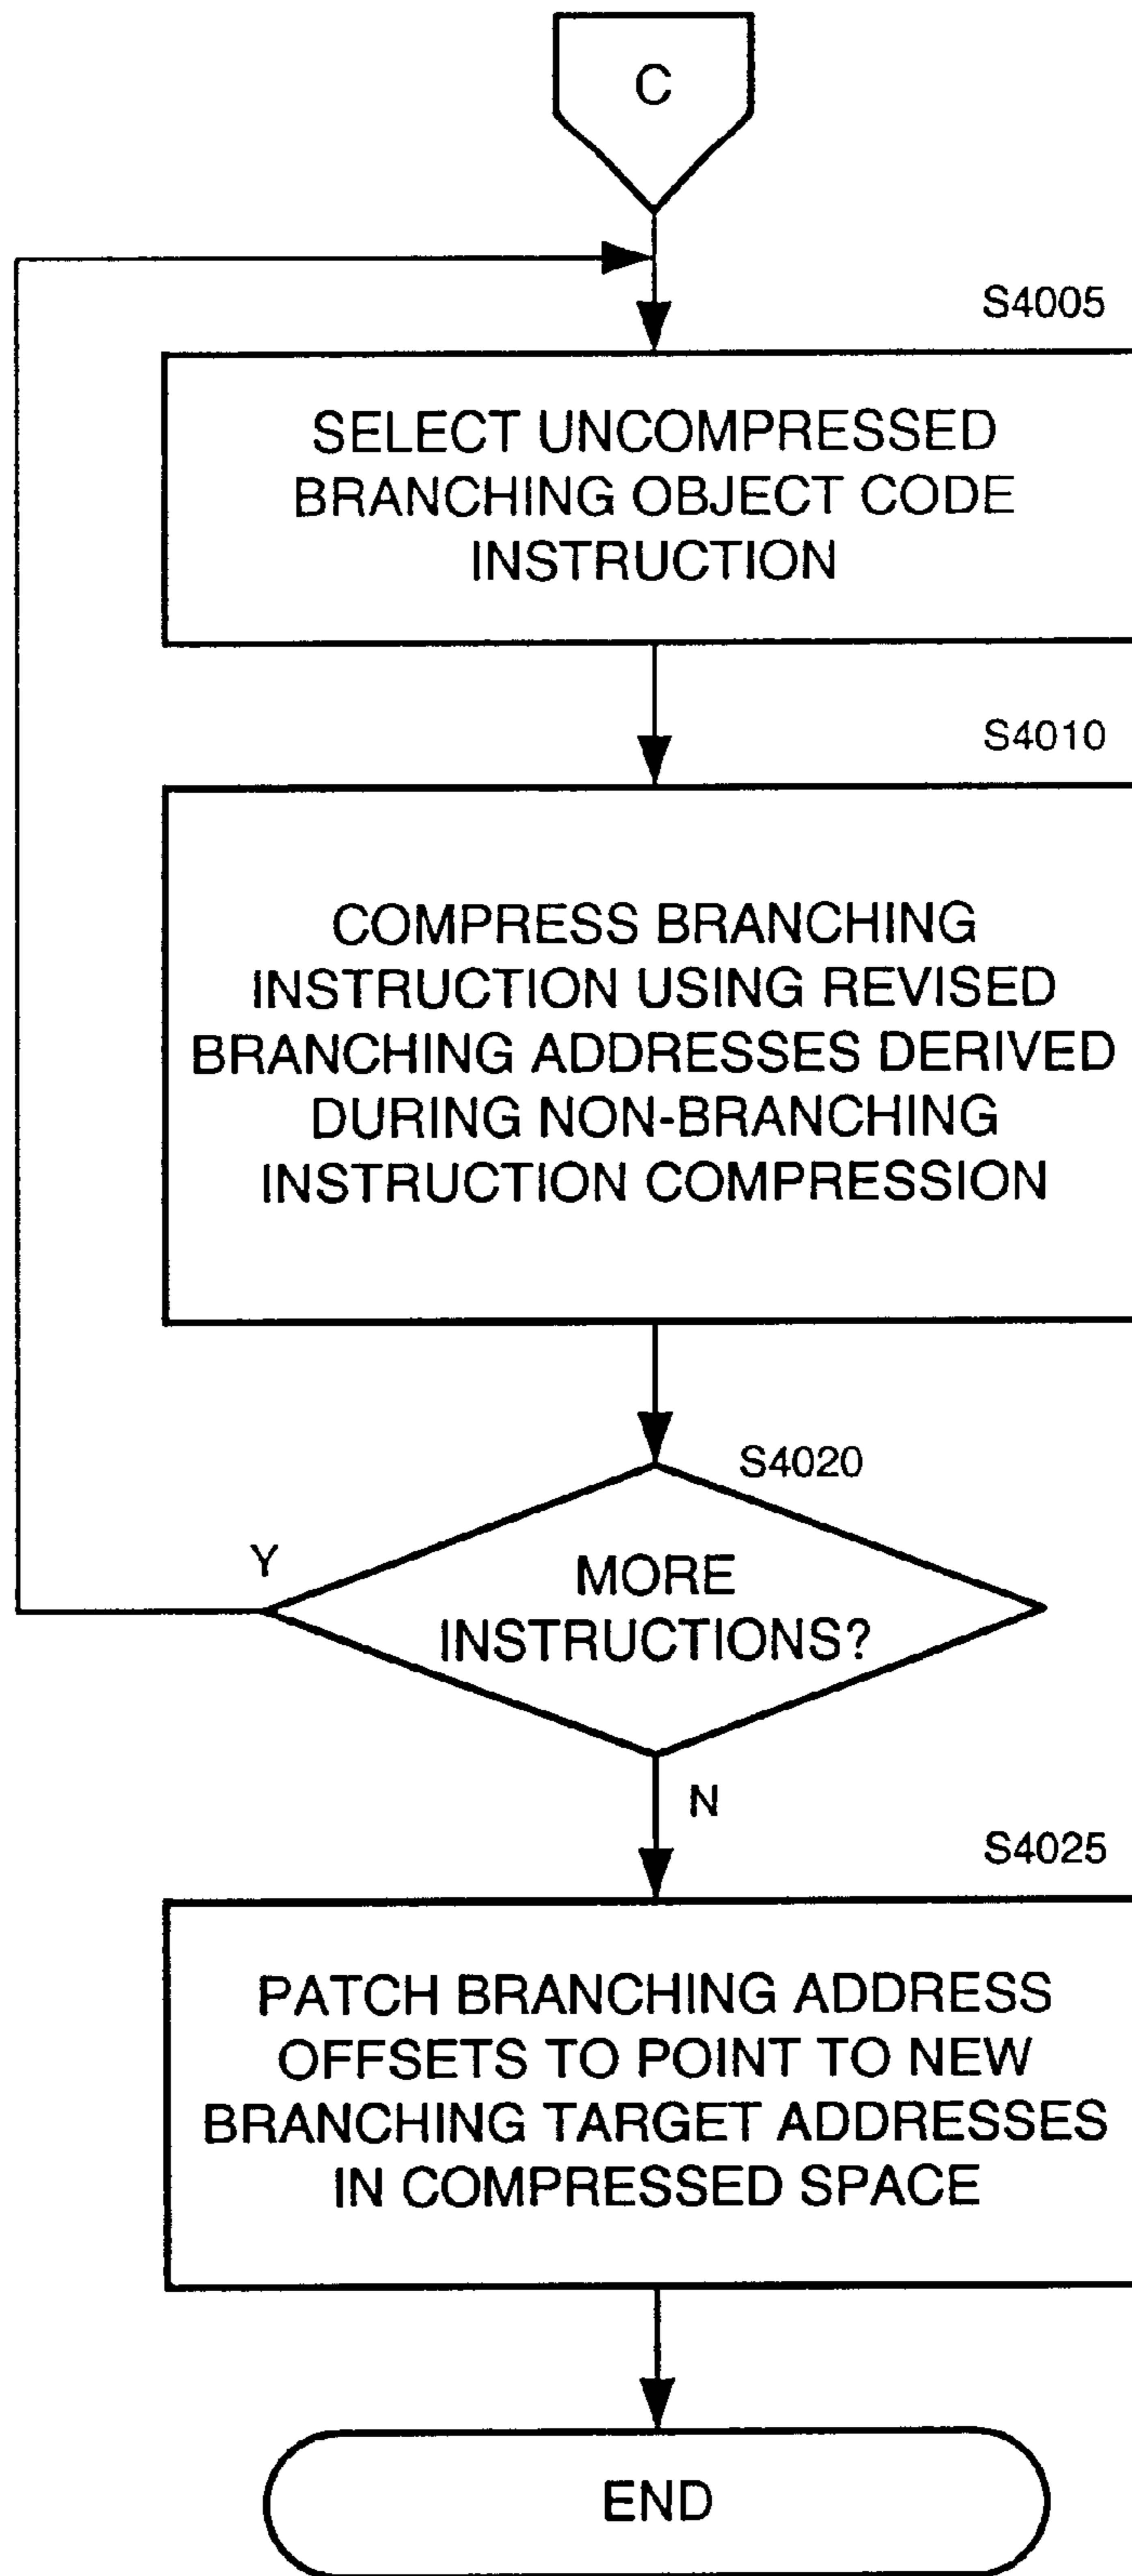 C
S4005
SELECT UNCOMPRESSED
BRANCHING OBJECT CODE
INSTRUCTION
S4010
COMPRESS BRANCHING
INSTRUCTION USING REVISED
BRANCHING ADDRESSES DERIVED
DURING NON-BRANCHING
INSTRUCTION COMPRESSION
S4020
Y
MORE
INSTRUCTIONS?
N
S4025
PATCH BRANCHING ADDRESS
OFFSETS TO POINT TO NEW
BRANCHING TARGET ADDRESSES
IN COMPRESSED SPACE
END